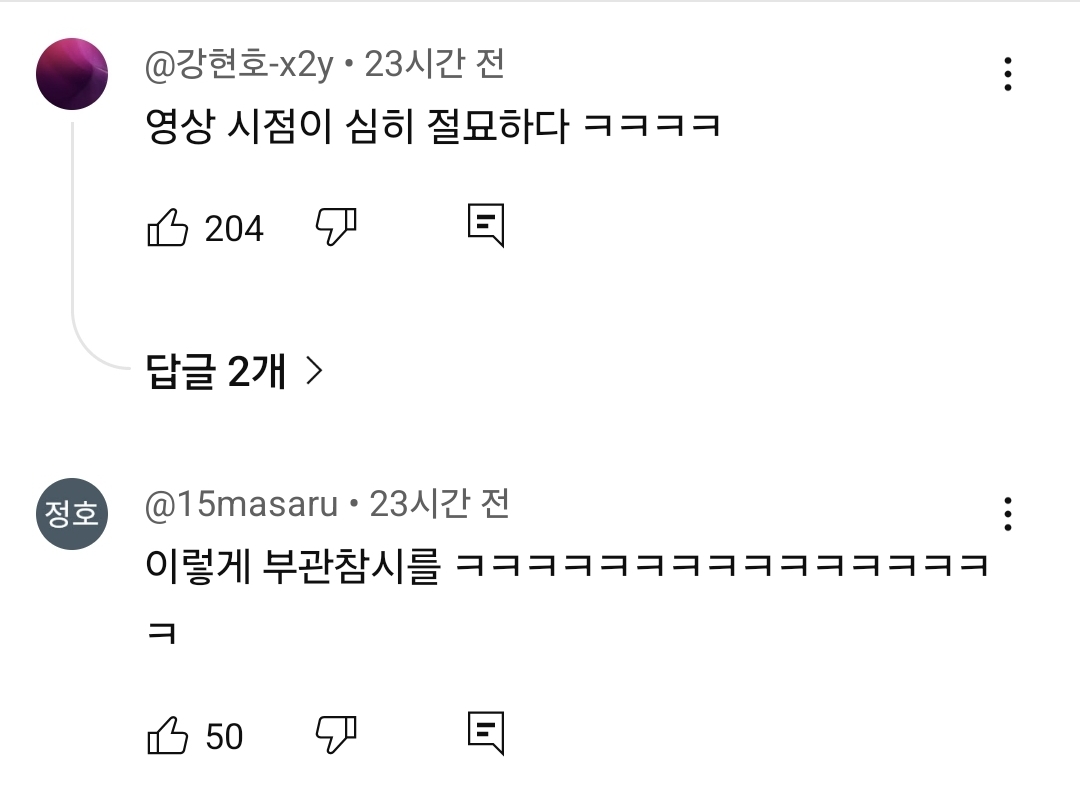 @강현호-x2y • 23시간 전
영상 시점이 심히 절묘하다 ㅋㅋㅋㅋ
204
답글 2개
정호
@15masaru • 23시간 전
이렇게 부관참시를 ㅋㅋㅋㅋㅋㅋㅋㅋㅋㅋㅋㅋㅋㅋㅋ
ㅋ
50